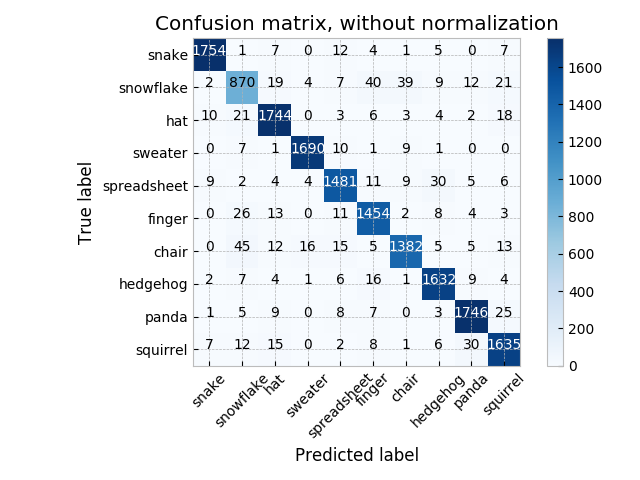 Confusion matrix, without normalization
True label
snake 1754 1 7 0 12 4 1 5 0 7
snowflake 2 870 19 4 7 40 39 9 12 21
hat 10 21 1744 0 3 6 3 4 2 18
sweater 0 7 1 1690 10 1 9 1 0 0
spreadsheet 9 2 4 4 1481 11 9 30 5 6
finger 0 26 13 0 11 1454 2 8 4 3
chair 0 45 12 16 15 5 1382 5 5 13
hedgehog 2 7 4 1 6 16 1 1632 9 4
panda 1 5 9 0 8 7 0 3 1746 25
squirrel 7 12 15 0 2 8 1 6 30 1635
snake snowflake hat sweater spreadsheet finger chair hedgehog panda squirrel
Predicted label
1600
1400
1200
1000
800
600
400
200
0